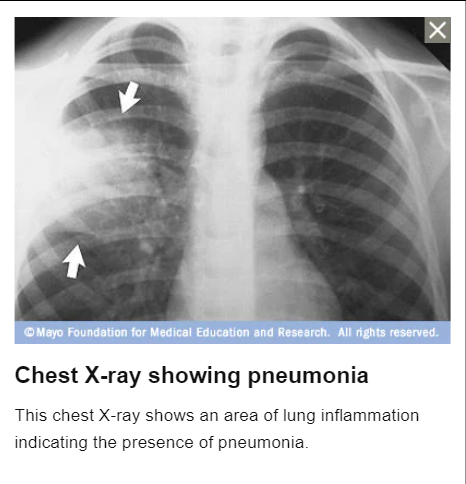 ©Mayo Foundation for Medical Education and Research. All rights reserved.
Chest X-ray showing pneumonia
This chest X-ray shows an area of lung inflammation
indicating the presence of pneumonia.